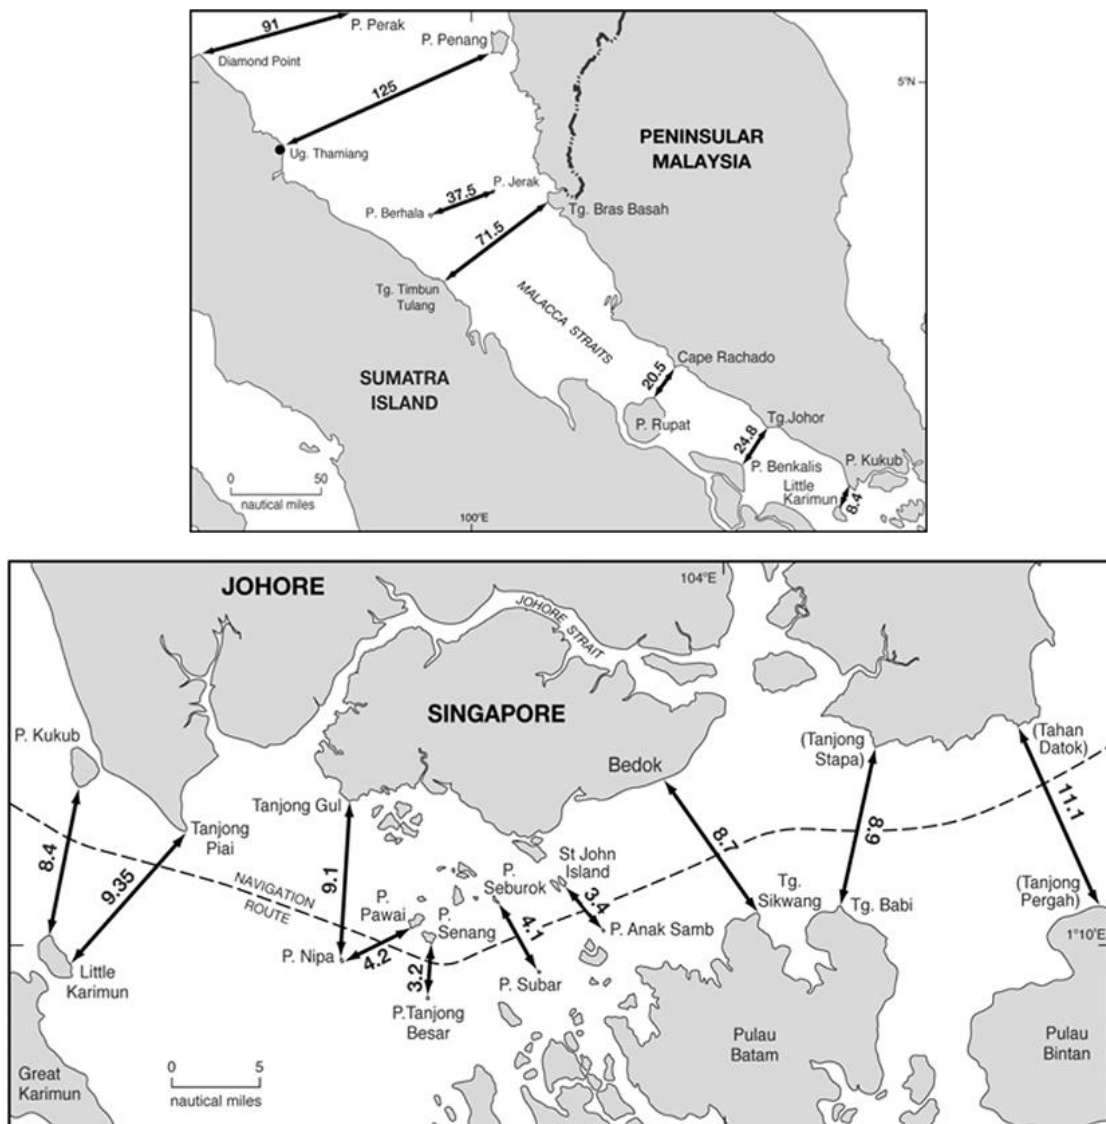 91
P. Perak
P. Penang
Diamond Point
5°N
125
PENINSULAR
MALAYSIA
Ug. Thamiang
P. Jerak
37.5
P. Berhala
Tg. Bras Basah
71.5
Tg. Timbun
Tulang
MALACCA STRAITS
Cape Rachado
20.5
SUMATRA
ISLAND
P. Rupat
Tg.Johor
24.8
P. Benkalis
P. Kukub
Little
Karimun
8.4
0 50
nautical miles
100°E
JOHORE
104°E
JOHORE STRAIT
SINGAPORE
P. Kukub
(Tanjong
Stapa)
(Tahan
Datok)
Bedok
Tanjong Gul
Tanjong
Piai
8.4
9.35
9.1
8.7
8.9
11.1
NAVIGATION
ROUTE
St John
Island
P.
Seburok
3.4
P.
Pawai
P.
Senang
4.1
Tg.
Sikwang
Tg. Babi
(Tanjong
Pergah)
P. Anak Samb
1°10'E
P. Nipa
4.2
3.2
Little
Karimun
P. Subar
P.Tanjong
Besar
Pulau
Batam
Pulau
Bintan
0 5
nautical miles
Great
Karimun